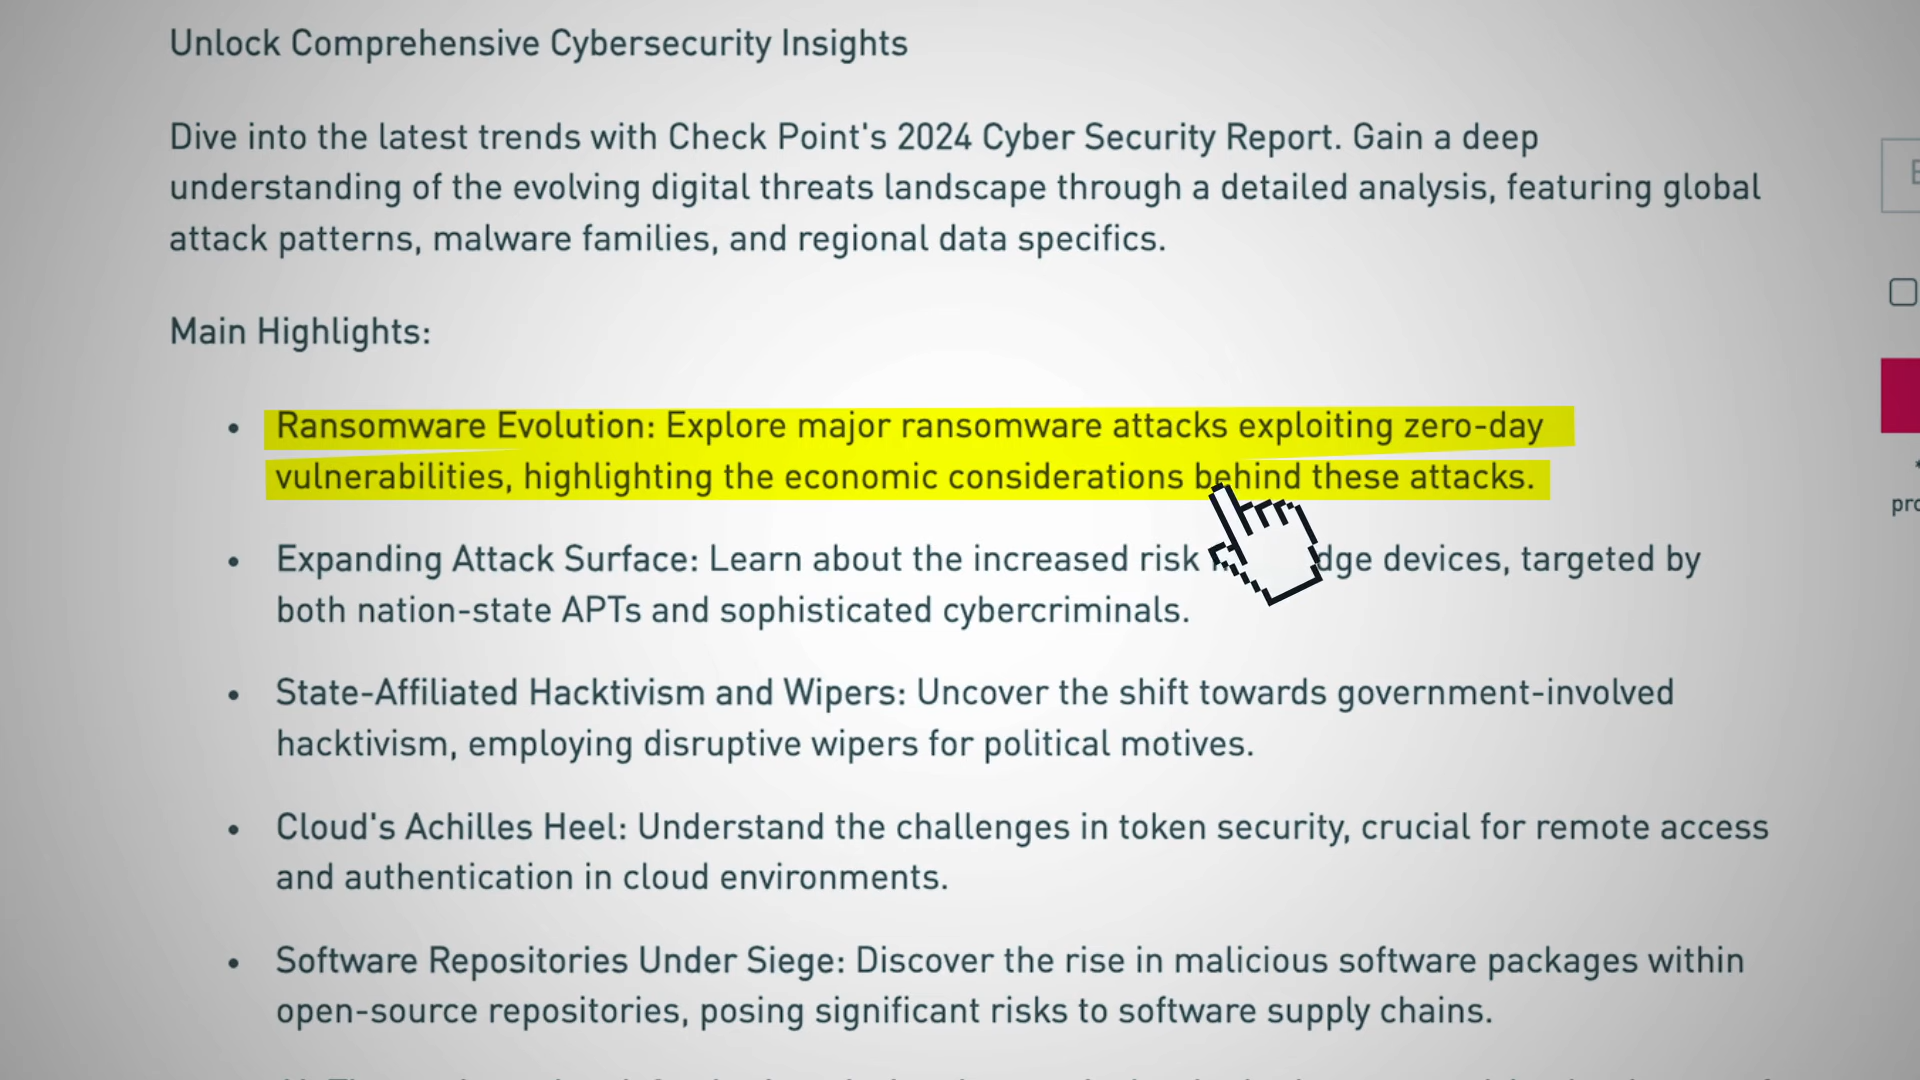 Unlock Comprehensive Cybersecurity Insights
Dive into the latest trends with Check Point's 2024 Cyber Security Report. Gain a deep
understanding of the evolving digital threats landscape through a detailed analysis, featuring global
attack patterns, malware families, and regional data specifics.
Main Highlights:
• Ransomware Evolution: Explore major ransomware attacks exploiting zero-day
vulnerabilities, highlighting the economic considerations behind these attacks.
• Expanding Attack Surface: Learn about the increased risk devices, targeted by
both nation-state APTs and sophisticated cybercriminals.
• State-Affiliated Hacktivism and Wipers: Uncover the shift towards government-involved
hacktivism, employing disruptive wipers for political motives.
• Cloud's Achilles Heel: Understand the challenges in token security, crucial for remote access
and authentication in cloud environments.
• Software Repositories Under Siege: Discover the rise in malicious software packages within
open-source repositories, posing significant risks to software supply chains.